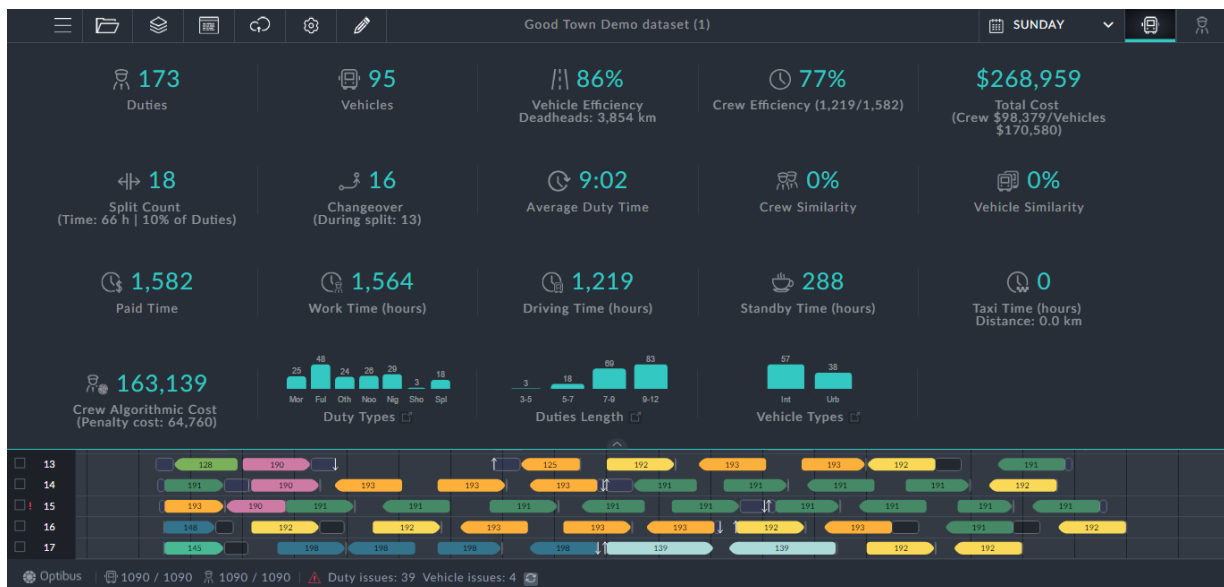 Good Town Demo dataset (1)
SUNDAY
173
Duties
95
Vehicles
86%
Vehicle Efficiency
Deadheads: 3,854 km
77%
Crew Efficiency (1,219/1,582)
$268,959
Total Cost
(Crew $98,379/Vehicles
$170,580)
18
Split Count
(Time: 66 h | 10% of Duties)
16
Changeover
(During split: 13)
9:02
Average Duty Time
0%
Crew Similarity
0%
Vehicle Similarity
1,582
Paid Time
1,564
Work Time (hours)
1,219
Driving Time (hours)
288
Standby Time (hours)
0
Taxi Time (hours)
Distance: 0.0 km
163,139
Crew Algorithmic Cost
(Penalty cost: 64,760)
25 48 24 26 29 3 18
Mor Ful Oth Noo Nig Sho Spl
Duty Types
3 18 69 83
3-5 5-7 7-9 9-12
Duties Length
57 38
Int Urb
Vehicle Types
13 128 190 125 192 193 193 192 191
14 191 190 193 193 193 191 191 191 191 192
15 193 190 191 191 191 191 191 191 191 191
16 148 192 192 193 193 193 192 193 191 192
17 145 198 198 198 198 139 139 192 192
Optibus 1090 / 1090 1090 / 1090 Duty issues: 39 Vehicle issues: 4